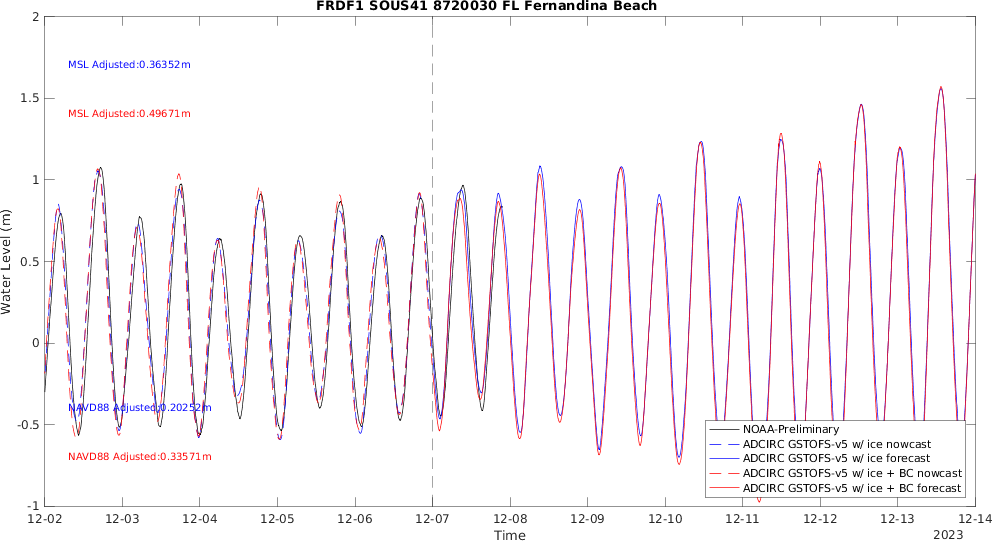 FRDF1 SOUS41 8720030 FL Fernandina Beach
2
1.5
1
0.5
0
-0.5
-1
Water Level (m)
MSL Adjusted:0.36352m
MSL Adjusted:0.49671m
NAVD88 Adjusted:0.20252m
NAVD88 Adjusted:0.33571m
NOAA-Preliminary
ADCIRC GSTOFS-v5 w/ ice nowcast
ADCIRC GSTOFS-v5 w/ ice forecast
ADCIRC GSTOFS-v5 w/ ice + BC nowcast
ADCIRC GSTOFS-v5 w/ ice + BC forecast
12-02 12-03 12-04 12-05 12-06 12-07 12-08 12-09 12-10 12-11 12-12 12-13 12-14
Time
2023